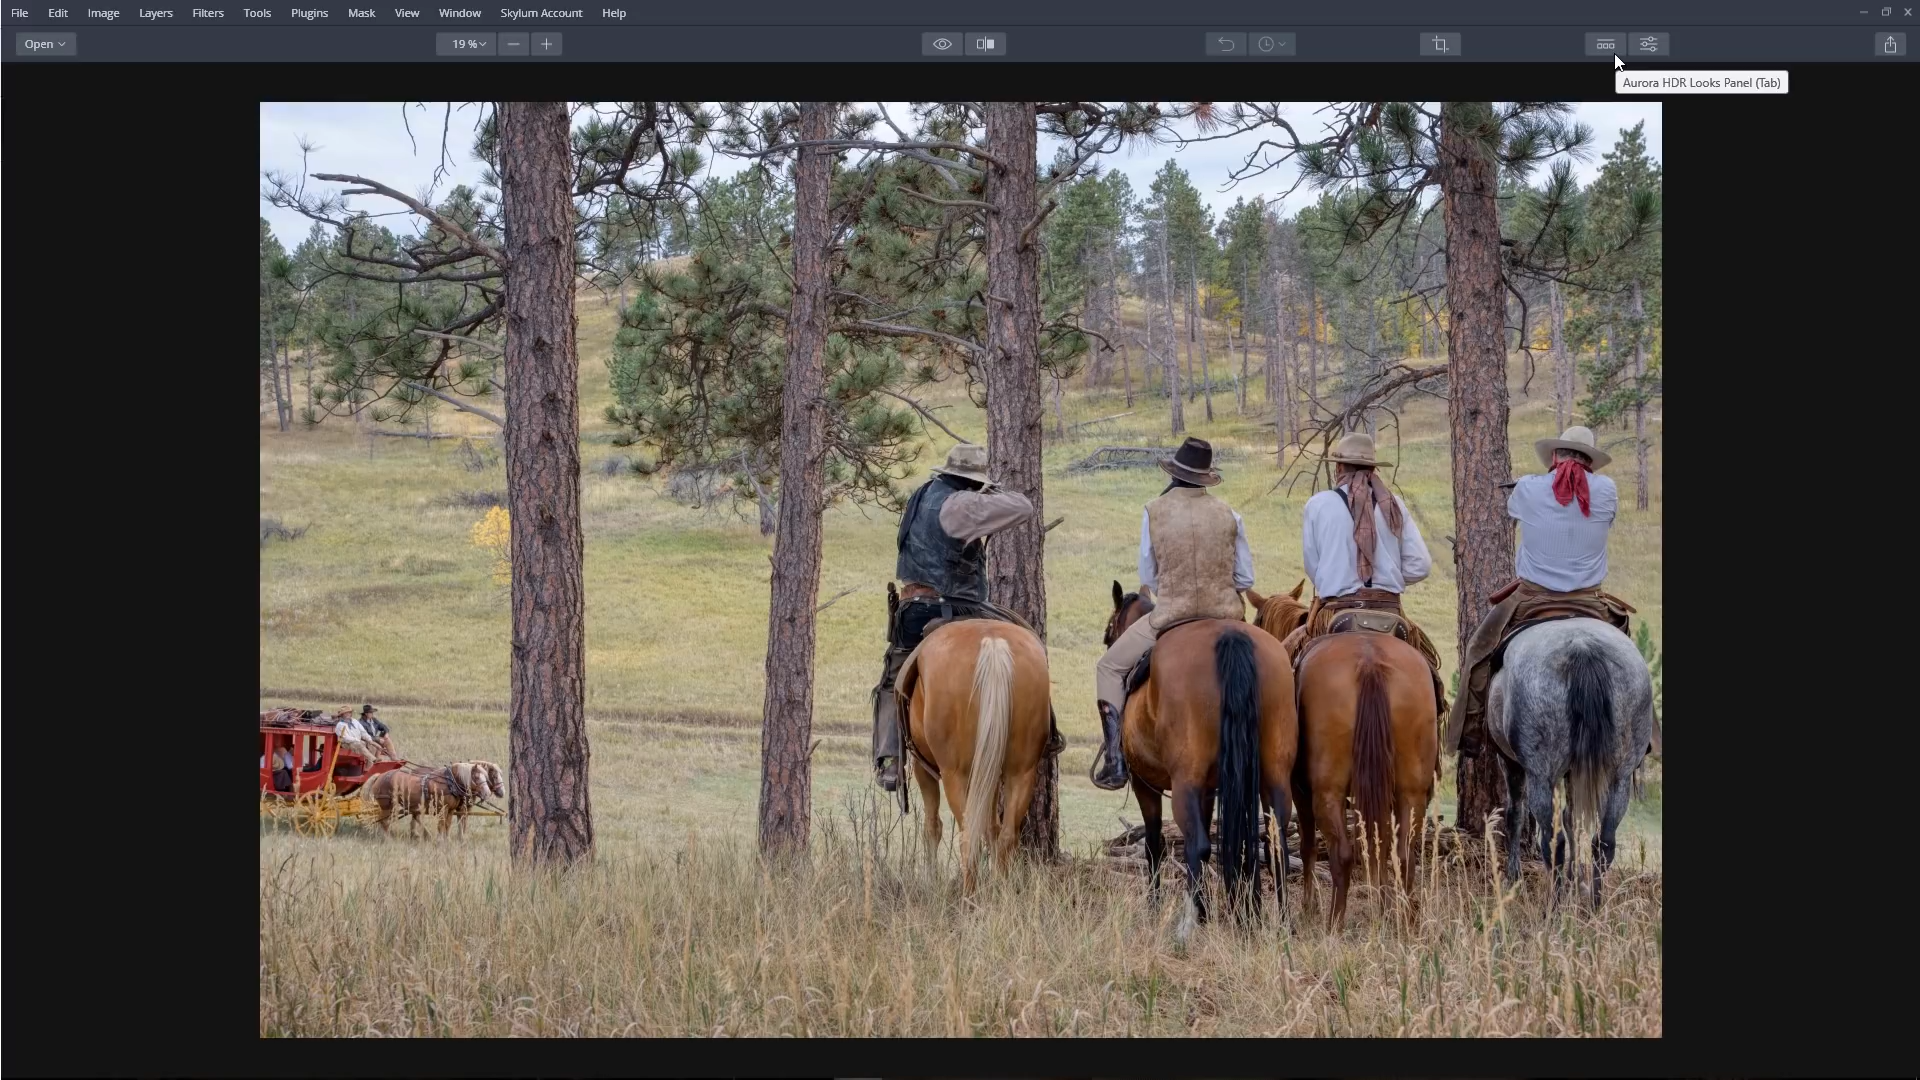 File Edit Image Layers Filters Tools Plugins Mask View Window Skylum Account Help
Open 19 %
Aurora HDR Looks Panel (Tab)